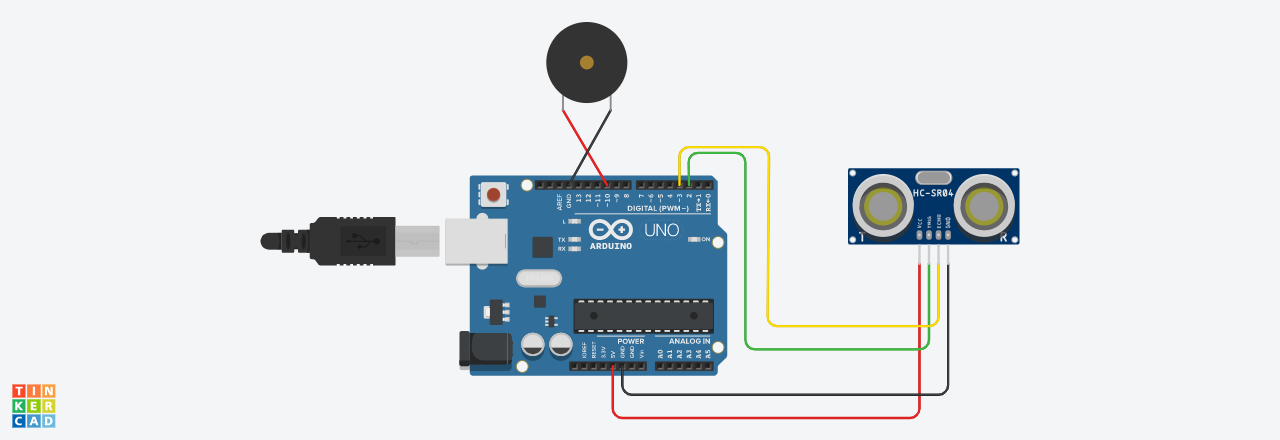 AREF
GND
13
12
~11
~10
~9
8
7
~6
~5
4
~3
2
TX→1
RX←0
DIGITAL (PWM~)
L
TX
RX
ARDUINO
UNO
ON
HC-SR04
VCC
TRIG
ECHO
GND
T
R
POWER
ANALOG IN
IOREF
RESET
3.3V
5V
GND
GND
Vin
A0
A1
A2
A3
A4
A5
TIN
KER
CAD